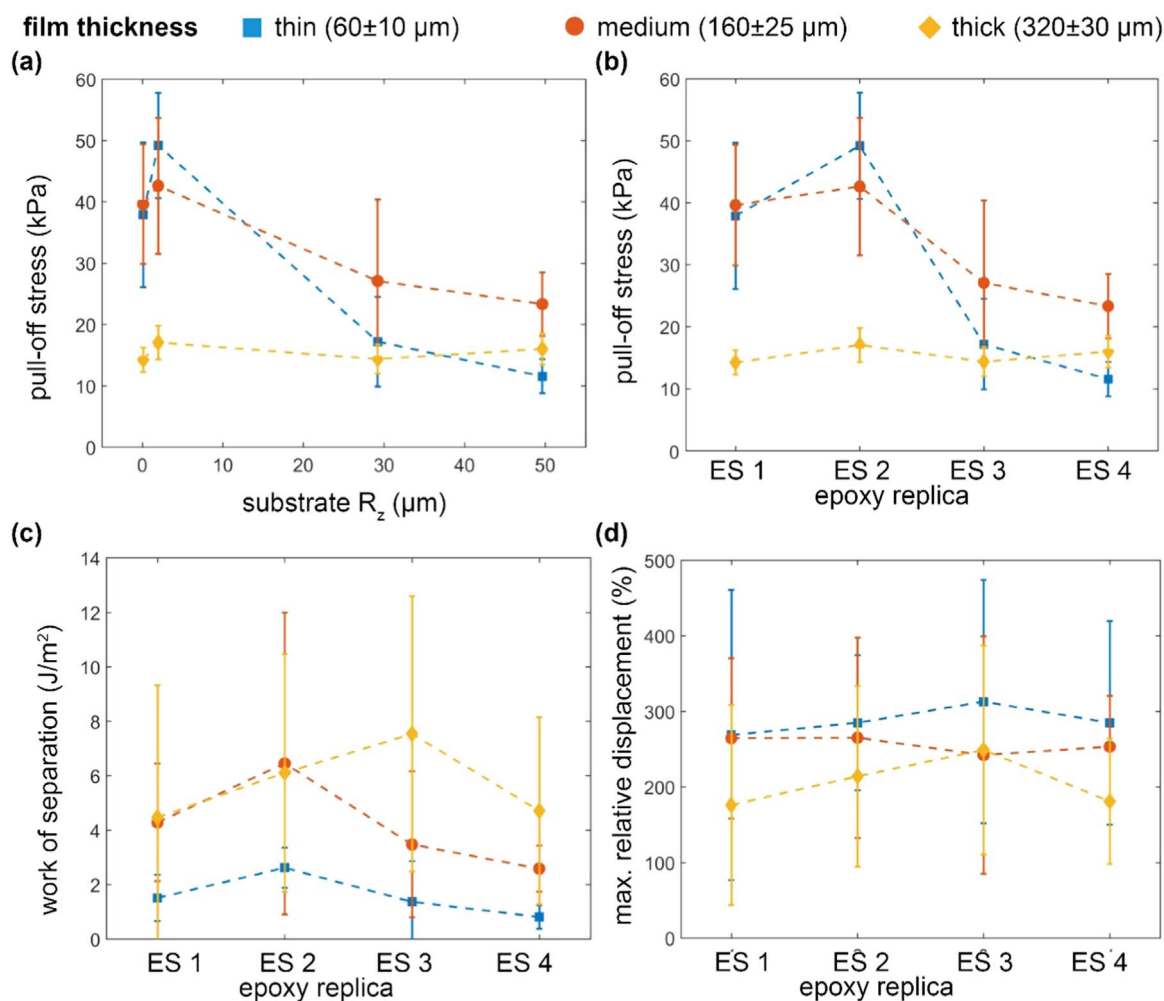 film thickness thin (60±10 µm) medium (160±25 µm) thick (320±30 µm)
(a)
60
50
40
30
20
10
0
pull-off stress (kPa)
0 10 20 30 40 50
substrate Rz (µm)
(b)
60
50
40
30
20
10
0
pull-off stress (kPa)
ES 1 ES 2 ES 3 ES 4
epoxy replica
(c)
14
12
10
8
6
4
2
0
work of separation (J/m²)
ES 1 ES 2 ES 3 ES 4
epoxy replica
(d)
500
400
300
200
100
0
max. relative displacement (%)
ES 1 ES 2 ES 3 ES 4
epoxy replica